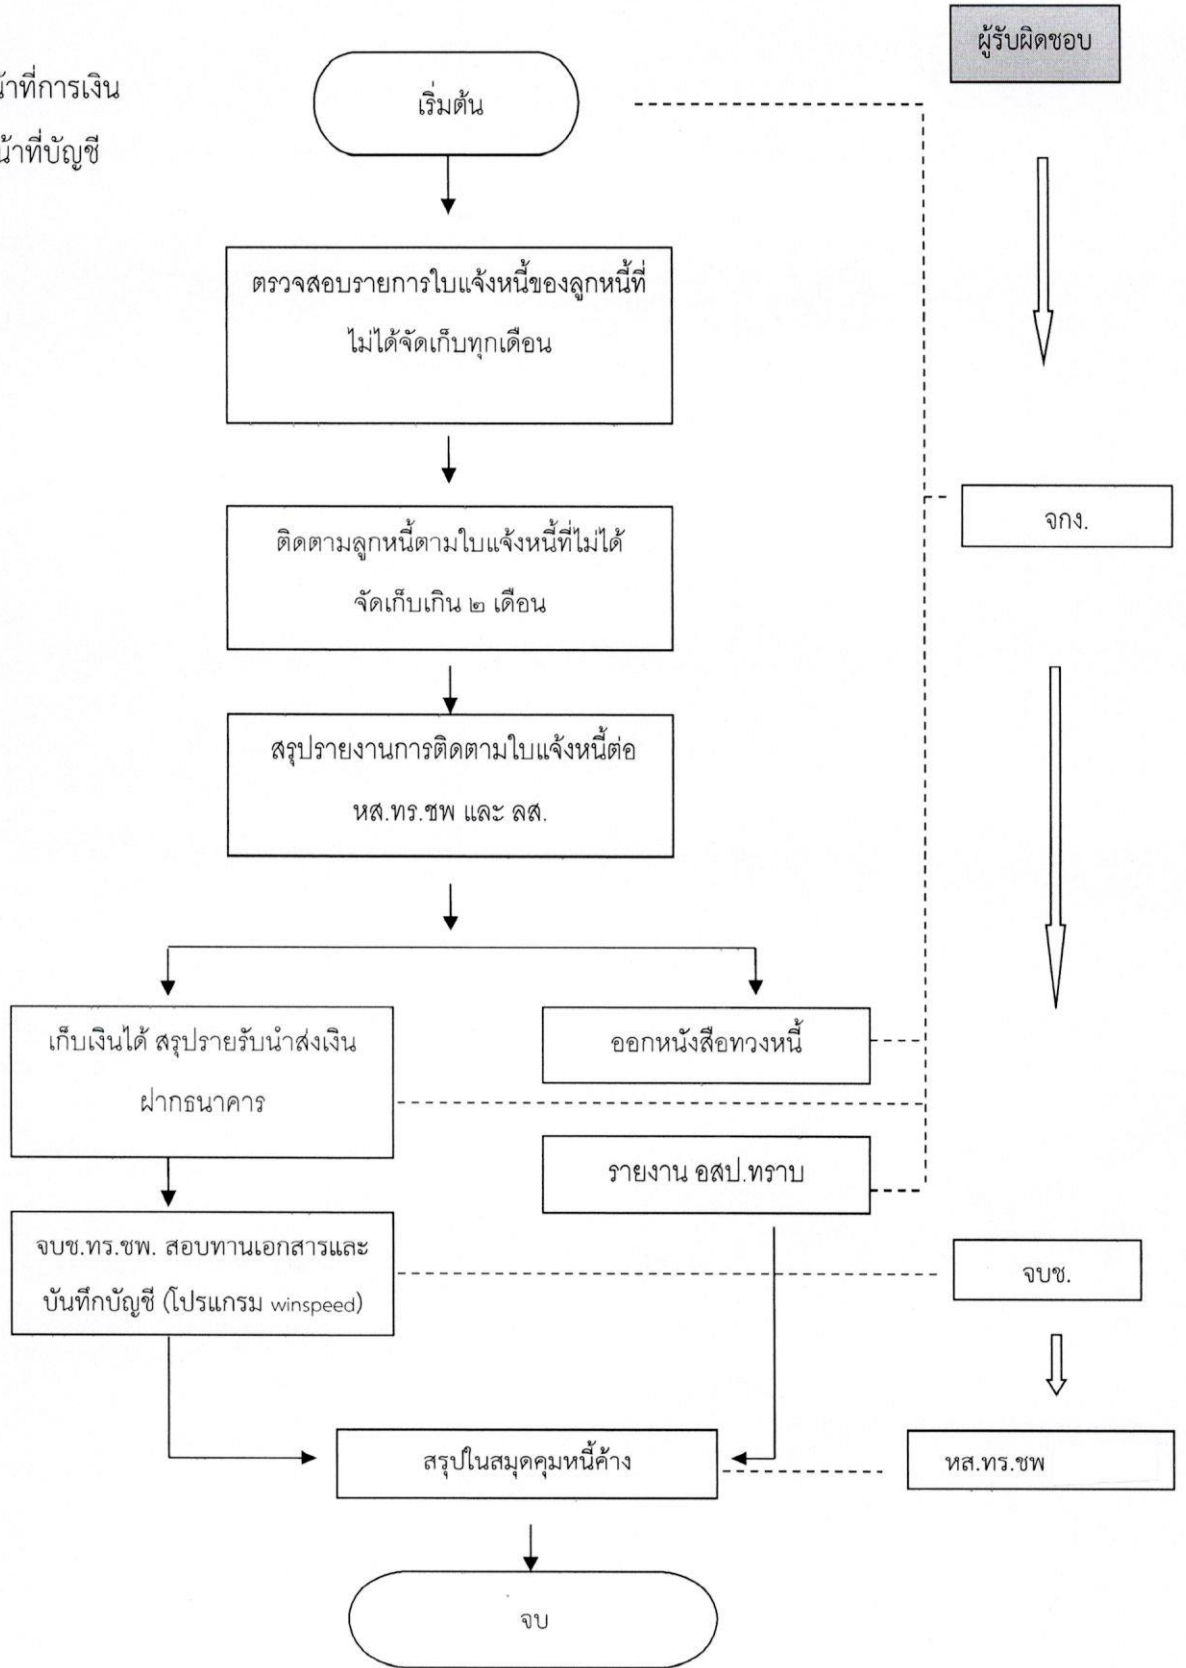 ผู้รับผิดชอบ
น้าที่การเงิน
น้าที่บัญชี
เริ่มต้น
ตรวจสอบรายการใบแจ้งหนี้ของลูกหนี้ที่
ไม่ได้จัดเก็บทุกเดือน
จกง.
ติดตามลูกหนี้ตามใบแจ้งหนี้ที่ไม่ได้
จัดเก็บเกิน ๒ เดือน
สรุปรายงานการติดตามใบแจ้งหนี้ต่อ
หส.ทร.ชพ และ ลส.
เก็บเงินได้ สรุปรายรับนำส่งเงิน
ฝากธนาคาร
ออกหนังสือทวงหนี้
รายงาน อสป.ทราบ
จบช.ทร.ชพ. สอบทานเอกสารและ
บันทึกบัญชี (โปรแกรม winspeed)
จบช.
สรุปในสมุดคุมหนี้ค้าง
หส.ทร.ชพ
จบ